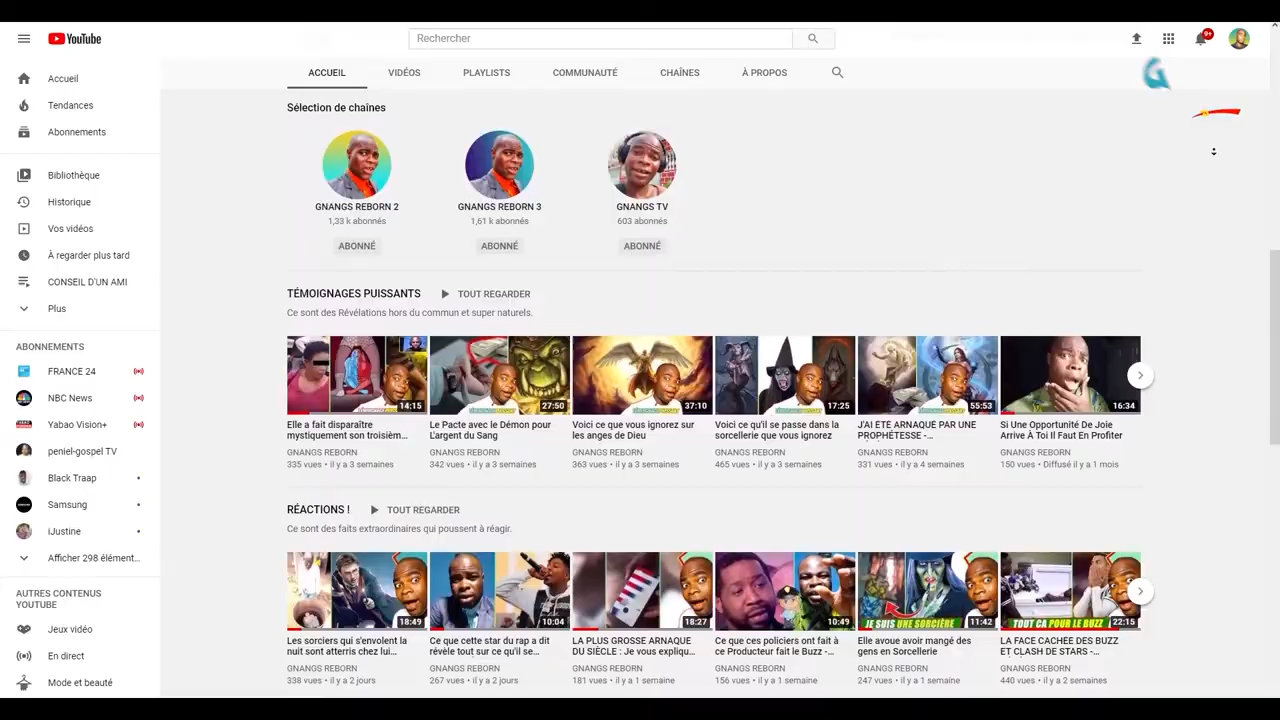 YouTube
Rechercher
9+
Accueil
Tendances
Abonnements
Bibliothèque
Historique
Vos vidéos
À regarder plus tard
CONSEIL D'UN AMI
Plus
ABONNEMENTS
FRANCE 24
NBC News
Yabao Vision+
peniel-gospel TV
Black Traap
Samsung
iJustine
Afficher 298 élément...
AUTRES CONTENUS
YOUTUBE
Jeux vidéo
En direct
Mode et beauté
ACCUEIL VIDÉOS PLAYLISTS COMMUNAUTÉ CHAÎNES À PROPOS
Sélection de chaînes
GNANGS REBORN 2
1,33 k abonnés
ABONNÉ
GNANGS REBORN 3
1,61 k abonnés
ABONNÉ
GNANGS TV
603 abonnés
ABONNÉ
TÉMOIGNAGES PUISSANTS TOUT REGARDER
Ce sont des Révélations hors du commun et super naturels.
14:15
Elle a fait disparaître
mystiquement son troisièm...
GNANGS REBORN
335 vues • il y a 3 semaines
27:50
Le Pacte avec le Démon pour
L'argent du Sang
GNANGS REBORN
342 vues • il y a 3 semaines
37:10
Voici ce que vous ignorez sur
les anges de Dieu
GNANGS REBORN
363 vues • il y a 3 semaines
17:25
Voici ce qu'il se passe dans la
sorcellerie que vous ignorez
GNANGS REBORN
465 vues • il y a 3 semaines
55:53
J'AI ÉTÉ ARNAQUÉ PAR UNE
PROPHÉTESSE -...
GNANGS REBORN
331 vues • il y a 4 semaines
16:34
Si Une Opportunité De Joie
Arrive À Toi Il Faut En Profiter
GNANGS REBORN
150 vues • Diffusé il y a 1 mois
RÉACTIONS ! TOUT REGARDER
Ce sont des faits extraordinaires qui poussent à réagir.
18:49
Les sorciers qui s'envolent la
nuit sont atterris chez lui...
GNANGS REBORN
338 vues • il y a 2 jours
10:04
Ce que cette star du rap a dit
révèle tout sur ce qu'il se...
GNANGS REBORN
267 vues • il y a 2 jours
18:27
LA PLUS GROSSE ARNAQUE
DU SIÈCLE : Je vous expliqu...
GNANGS REBORN
181 vues • il y a 1 semaine
10:49
Ce que ces policiers ont fait à
ce Producteur fait le Buzz -...
GNANGS REBORN
156 vues • il y a 1 semaine
JE SUIS UNE SORCIÈRE
11:42
Elle avoue avoir mangé des
gens en Sorcellerie
GNANGS REBORN
247 vues • il y a 1 semaine
TOUT ÇA POUR LE BUZZ
22:15
LA FACE CACHEE DES BUZZ
ET CLASH DE STARS -...
GNANGS REBORN
440 vues • il y a 2 semaines